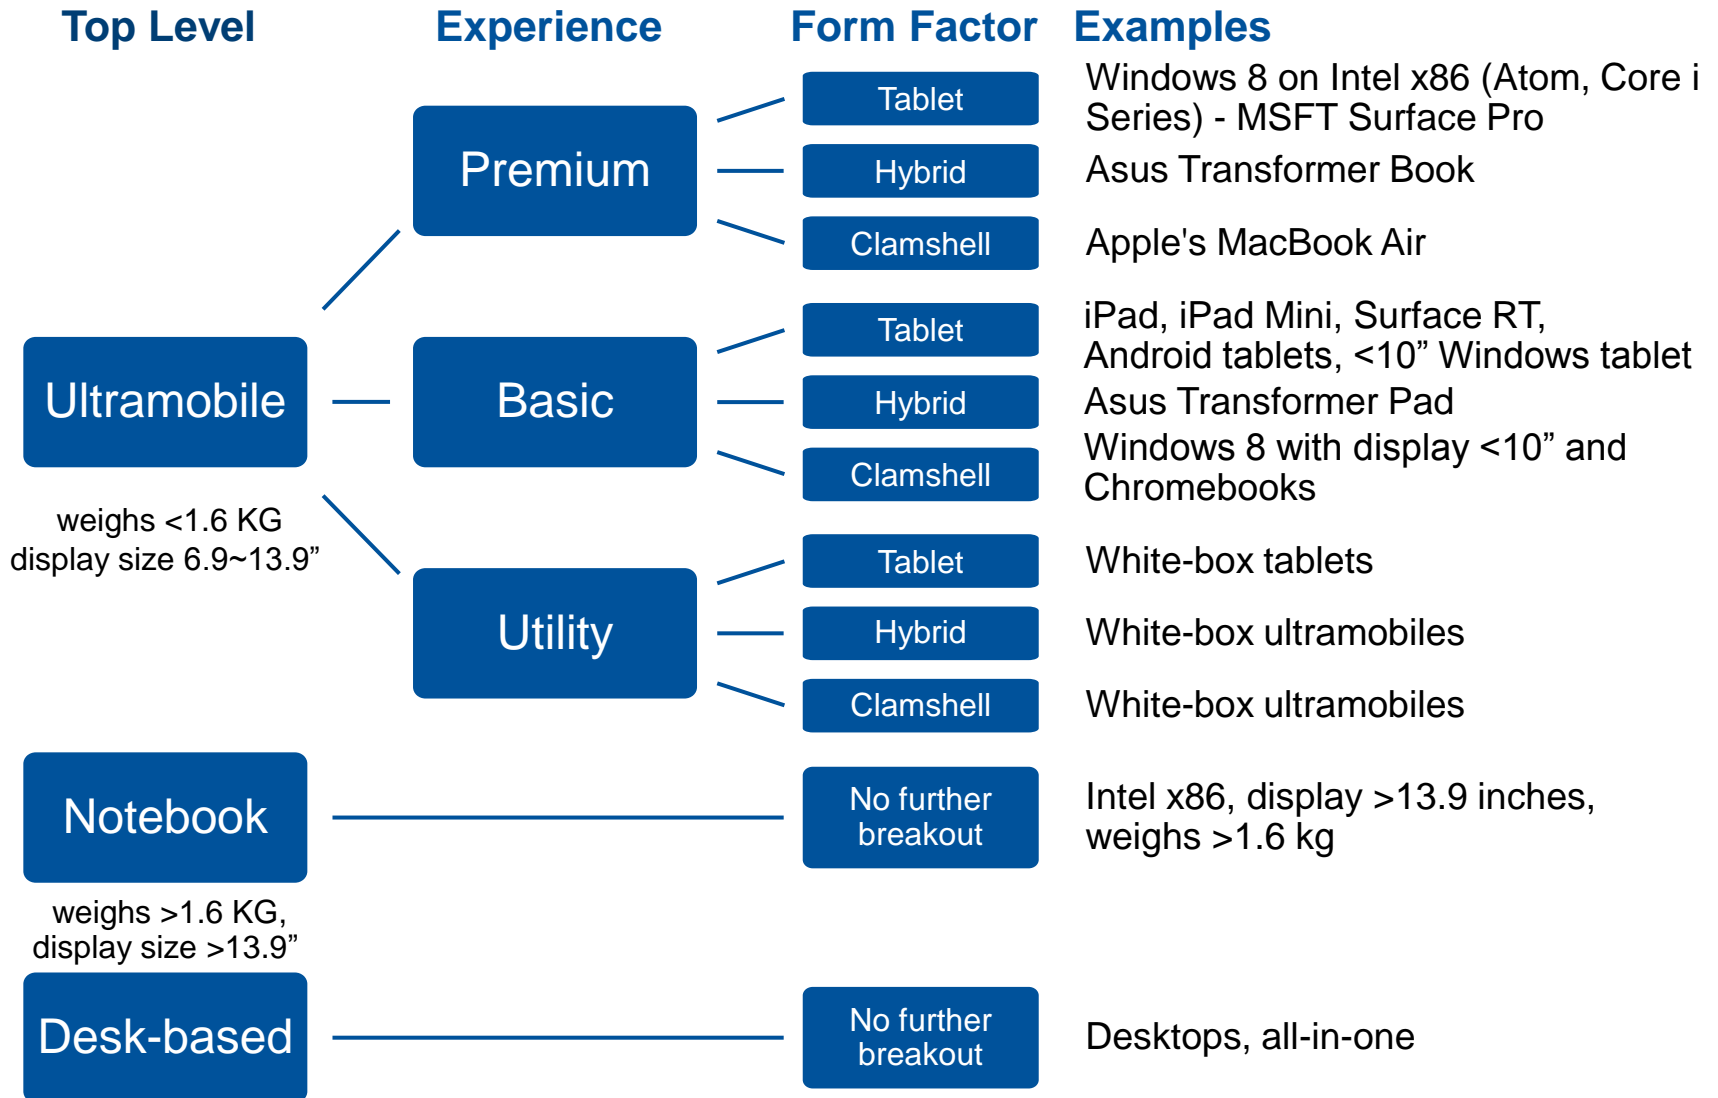 Top Level Experience Form Factor Examples
Tablet
Windows 8 on Intel x86 (Atom, Core i
Series) - MSFT Surface Pro
Premium
Hybrid
Asus Transformer Book
Clamshell
Apple's MacBook Air
Tablet
iPad, iPad Mini, Surface RT,
Android tablets, <10” Windows tablet
Ultramobile
Basic
Hybrid
Asus Transformer Pad
Clamshell
Windows 8 with display <10” and
Chromebooks
weighs <1.6 KG
display size 6.9~13.9”
Tablet
White-box tablets
Utility
Hybrid
White-box ultramobiles
Clamshell
White-box ultramobiles
Notebook
No further
breakout
Intel x86, display >13.9 inches,
weighs >1.6 kg
weighs >1.6 KG,
display size >13.9”
Desk-based
No further
breakout
Desktops, all-in-one